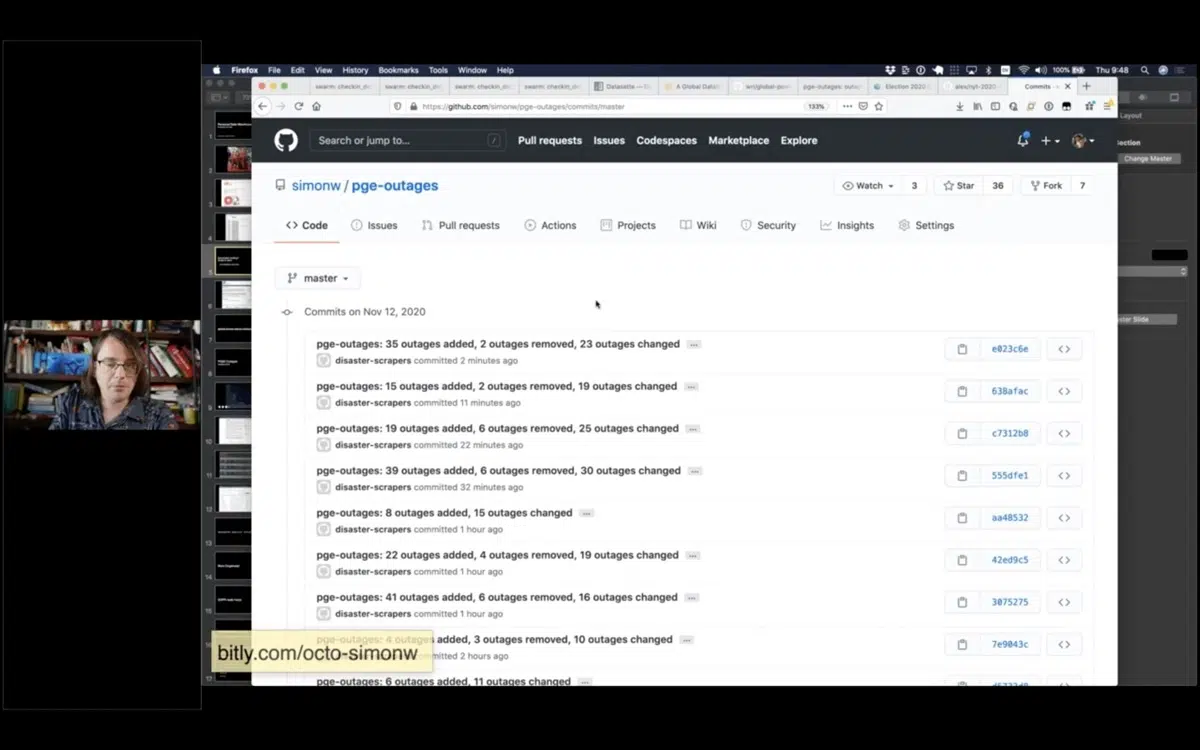 Firefox File Edit View History Bookmarks Tools Window Help
100% Thu 9:48
swarm: checkin_
swarm: checkin_
swarm: checkin_
swarm: checkin_
Datasette —
A Global Data
wri/global-
pge-outages:
Election 2020
alex/nyt-2020
Commits
https://github.com/simonw/pge-outages/commits/master
133%
Layout
Change Master
Search or jump to... /
Pull requests Issues Codespaces Marketplace Explore
simonw / pge-outages
Watch 3 Star 36 Fork 7
Code Issues Pull requests Actions Projects Wiki Security Insights Settings
master
Commits on Nov 12, 2020
pge-outages: 35 outages added, 2 outages removed, 23 outages changed
disaster-scrapers committed 2 minutes ago
e023c6e
pge-outages: 15 outages added, 2 outages removed, 19 outages changed
disaster-scrapers committed 11 minutes ago
638afac
pge-outages: 19 outages added, 6 outages removed, 25 outages changed
disaster-scrapers committed 22 minutes ago
c7312b8
pge-outages: 39 outages added, 6 outages removed, 30 outages changed
disaster-scrapers committed 32 minutes ago
555dfe1
pge-outages: 8 outages added, 15 outages changed
disaster-scrapers committed 1 hour ago
aa48532
pge-outages: 22 outages added, 4 outages removed, 19 outages changed
disaster-scrapers committed 1 hour ago
42ed9c5
pge-outages: 41 outages added, 6 outages removed, 16 outages changed
disaster-scrapers committed 1 hour ago
3075275
pge-outages: 4 outages added, 3 outages removed, 10 outages changed
mitted 2 hours ago
7e9043c
bitly.com/octo-simonw
pge-outages: 6 outages added, 11 outages changed